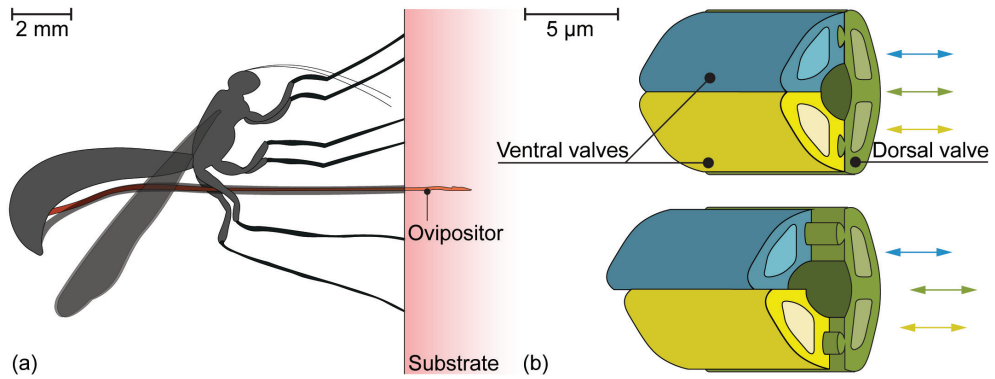 2 mm
5 μm
Ventral valves
Dorsal valve
Ovipositor
(a)
Substrate
(b)